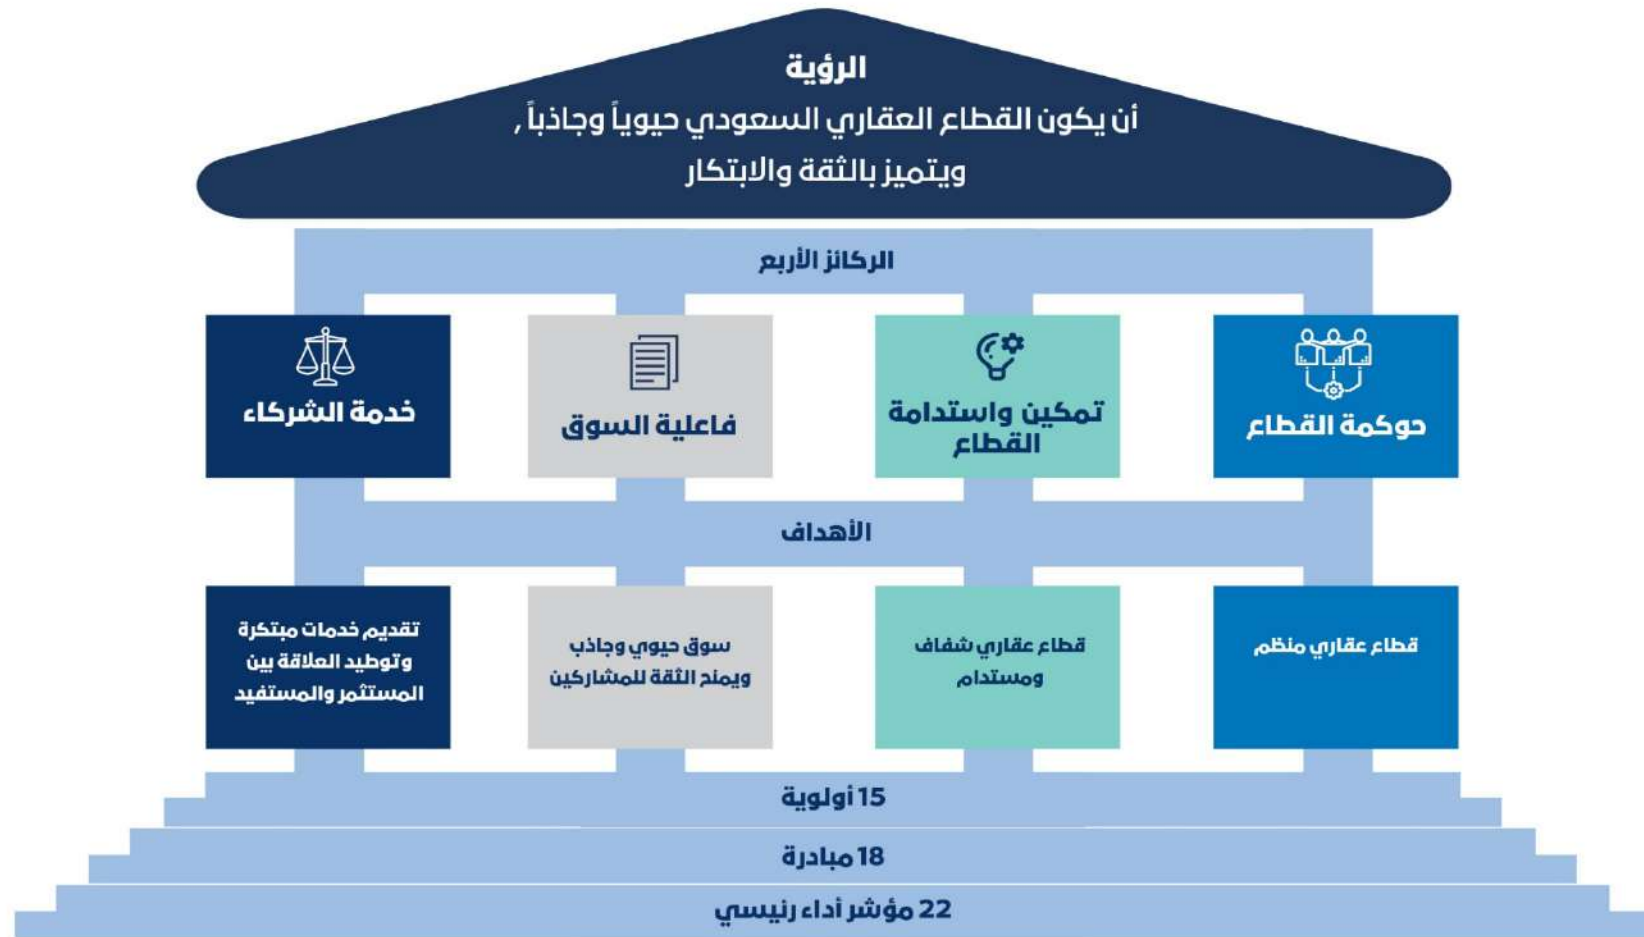 الرؤية
أن يكون القطاع العقاري السعودي حيوياً وجاذباً ,
ويتميز بالثقة والابتكار
الركائز الأربع
حوكمة القطاع
تمكين واستدامة
القطاع
فاعلية السوق
خدمة الشركاء
الأهداف
قطاع عقاري منظم
قطاع عقاري شفاف
ومستدام
سوق حيوي وجاذب
ويمنح الثقة للمشاركين
تقديم خدمات مبتكرة
وتوطيد العلاقة بين
المستثمر والمستفيد
15 أولوية
18 مبادرة
22 مؤشر أداء رئيسي